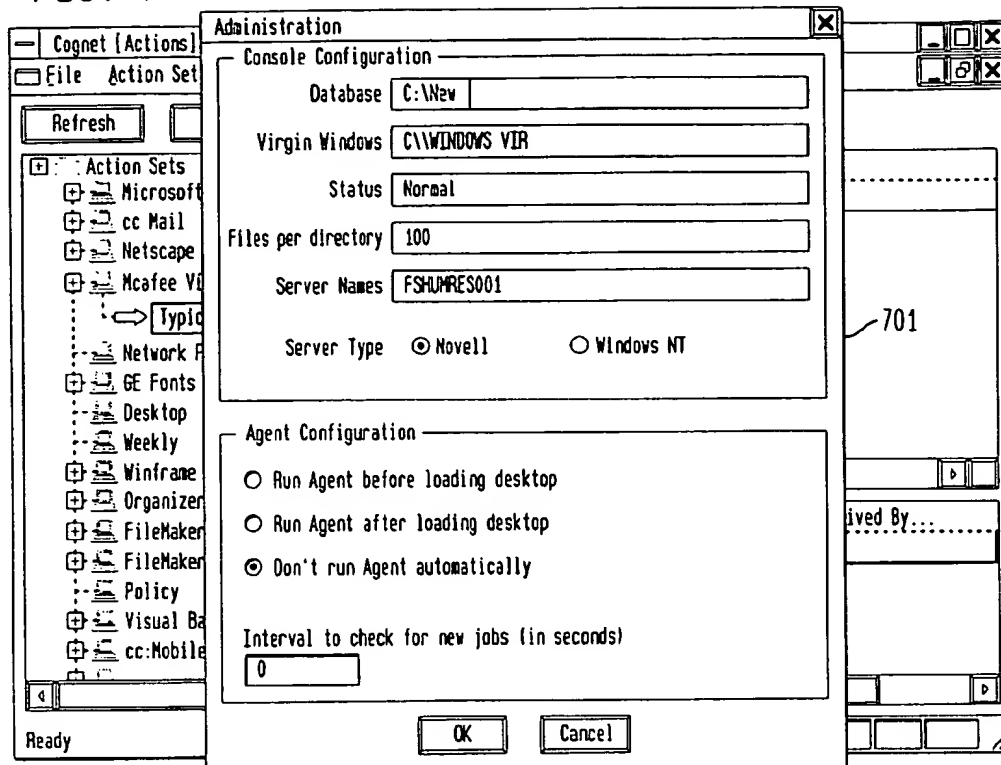 Administration
Cognet [Actions]
Console Configuration
File Action Set
Database C:\New
Refresh
Virgin Windows C\\WINDOWS VIR
Action Sets
Status Normal
Microsoft
cc Mail
Files per directory 100
Netscape
Mcafee Vi
Server Names FSHUMRES001
Typic
701
Server Type Novell Windows NT
Network P
GE Fonts
Desktop
Agent Configuration
Weekly
Winframe
Run Agent before loading desktop
Organizer
FileMaker
Run Agent after loading desktop
ived By...
FileMaker
Don't run Agent automatically
Policy
Visual Ba
Interval to check for new jobs (in seconds)
cc:Mobile
0
OK Cancel
Ready